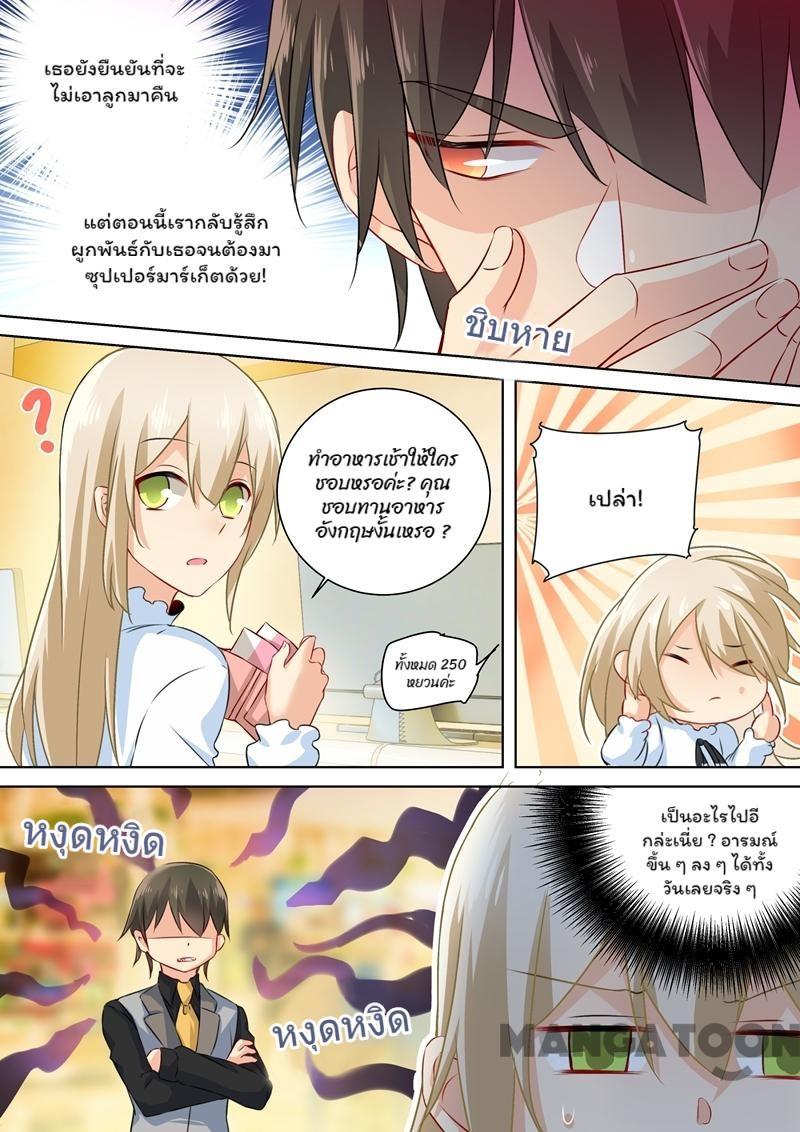 เธอยังยืนยันที่จะ
ไม่เอาลูกมาคืน
แต่ตอนนี้เรากลับรู้สึก
ผูกพันธ์กับเธอจนต้องมา
ซุปเปอร์มาร์เก็ตด้วย!
ชิบหาย
?
ทำอาหารเช้าให้ใคร
ชอบหรอค่ะ? คุณ
ชอบทานอาหาร
อังกฤษงั้นเหรอ ?
ทั้งหมด 250
หยวนค่ะ
เปล่า!
หงุดหงิด
หงุดหงิด
เป็นอะไรไปอี
กล่ะเนี่ย ? อารมณ์
ขึ้น ๆ ลง ๆ ได้ทั้ง
วันเลยจริง ๆ
MANGATOON